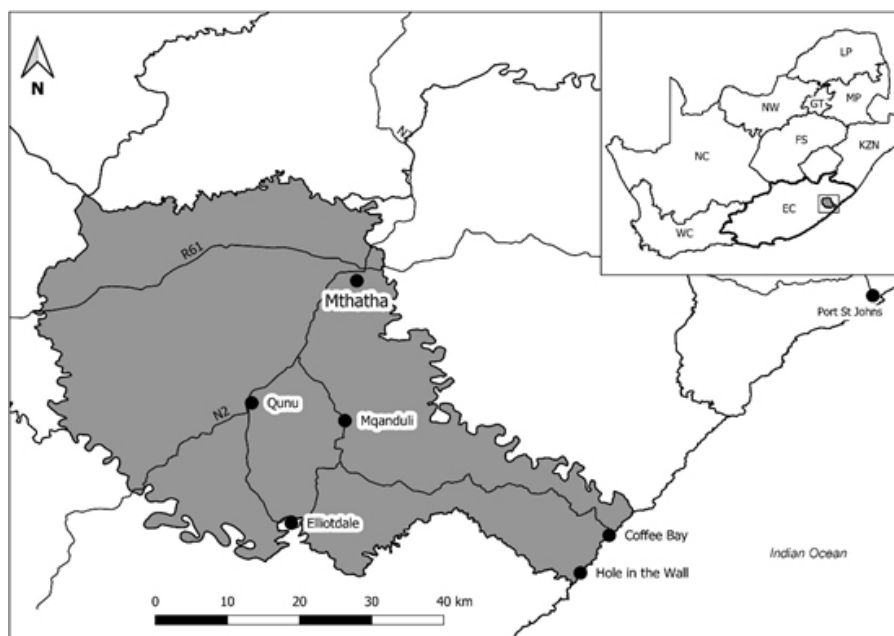 N
N2
R61
Mthatha
Qunu
N2
Mqanduli
Elliotdale
Coffee Bay
Hole in the Wall
Port St Johns
Indian Ocean
0 10 20 30 40 km
LP
NW
GT
MP
FS
KZN
NC
EC
WC